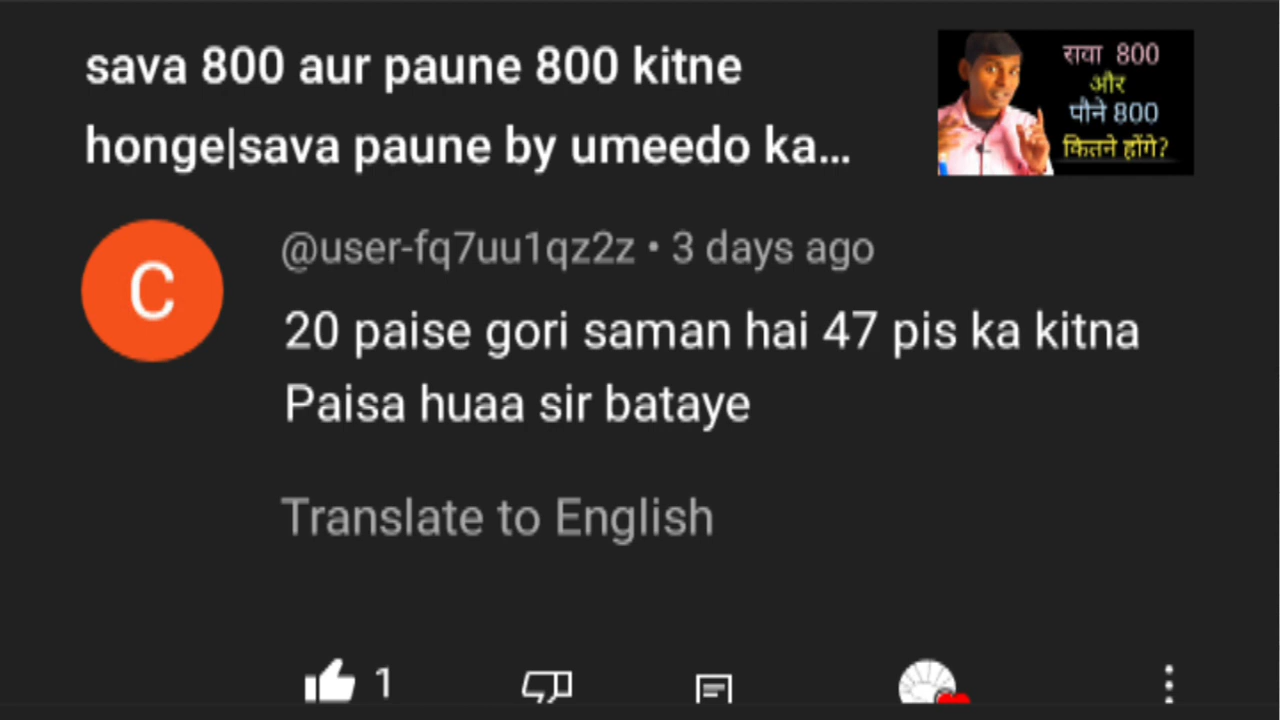 sava 800 aur paune 800 kitne
honge|sava paune by umeedo ka...
सवा 800
और
पौने 800
कितने होंगे?
C
@user-fq7uu1qz2z • 3 days ago
20 paise gori saman hai 47 pis ka kitna
Paisa huaa sir bataye
Translate to English
1